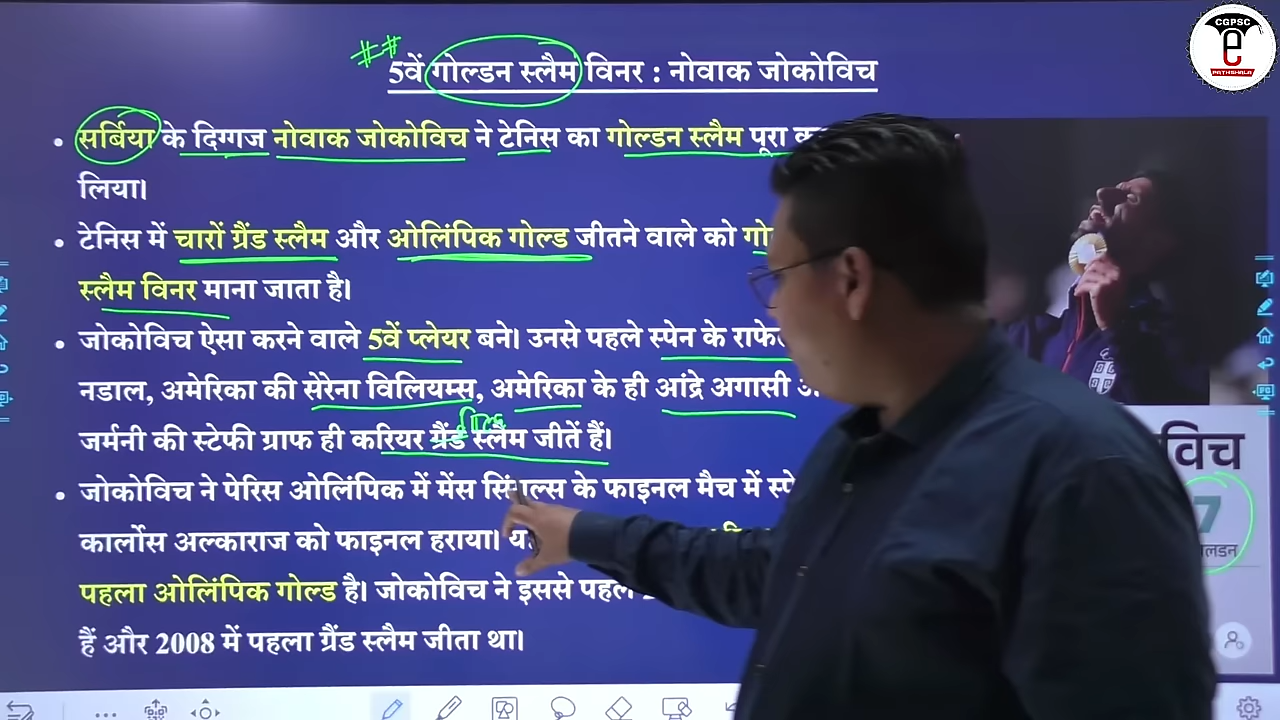 CGPSC
e
PATHSHALA
##
5वें गोल्डन स्लैम विनर : नोवाक जोकोविच
• सर्बिया के दिग्गज नोवाक जोकोविच ने टेनिस का गोल्डन स्लैम पूरा
लिया।
• टेनिस में चारों ग्रैंड स्लैम और ओलिंपिक गोल्ड जीतने वाले को
स्लैम विनर माना जाता है।
• जोकोविच ऐसा करने वाले 5वें प्लेयर बने। उनसे पहले स्पेन के
नडाल, अमेरिका की सेरेना विलियम्स, अमेरिका के ही आंद्रे अगासी
जर्मनी की स्टेफी ग्राफ ही करियर ग्रैंड स्लैम जीतें हैं।
• जोकोविच ने पेरिस ओलिंपिक में मेंस के फाइनल मैच में
कार्लोस अल्काराज को फाइनल हराया।
पहला ओलिंपिक गोल्ड है। जोकोविच ने इससे
हैं और 2008 में पहला ग्रैंड स्लैम जीता था।
विच
7